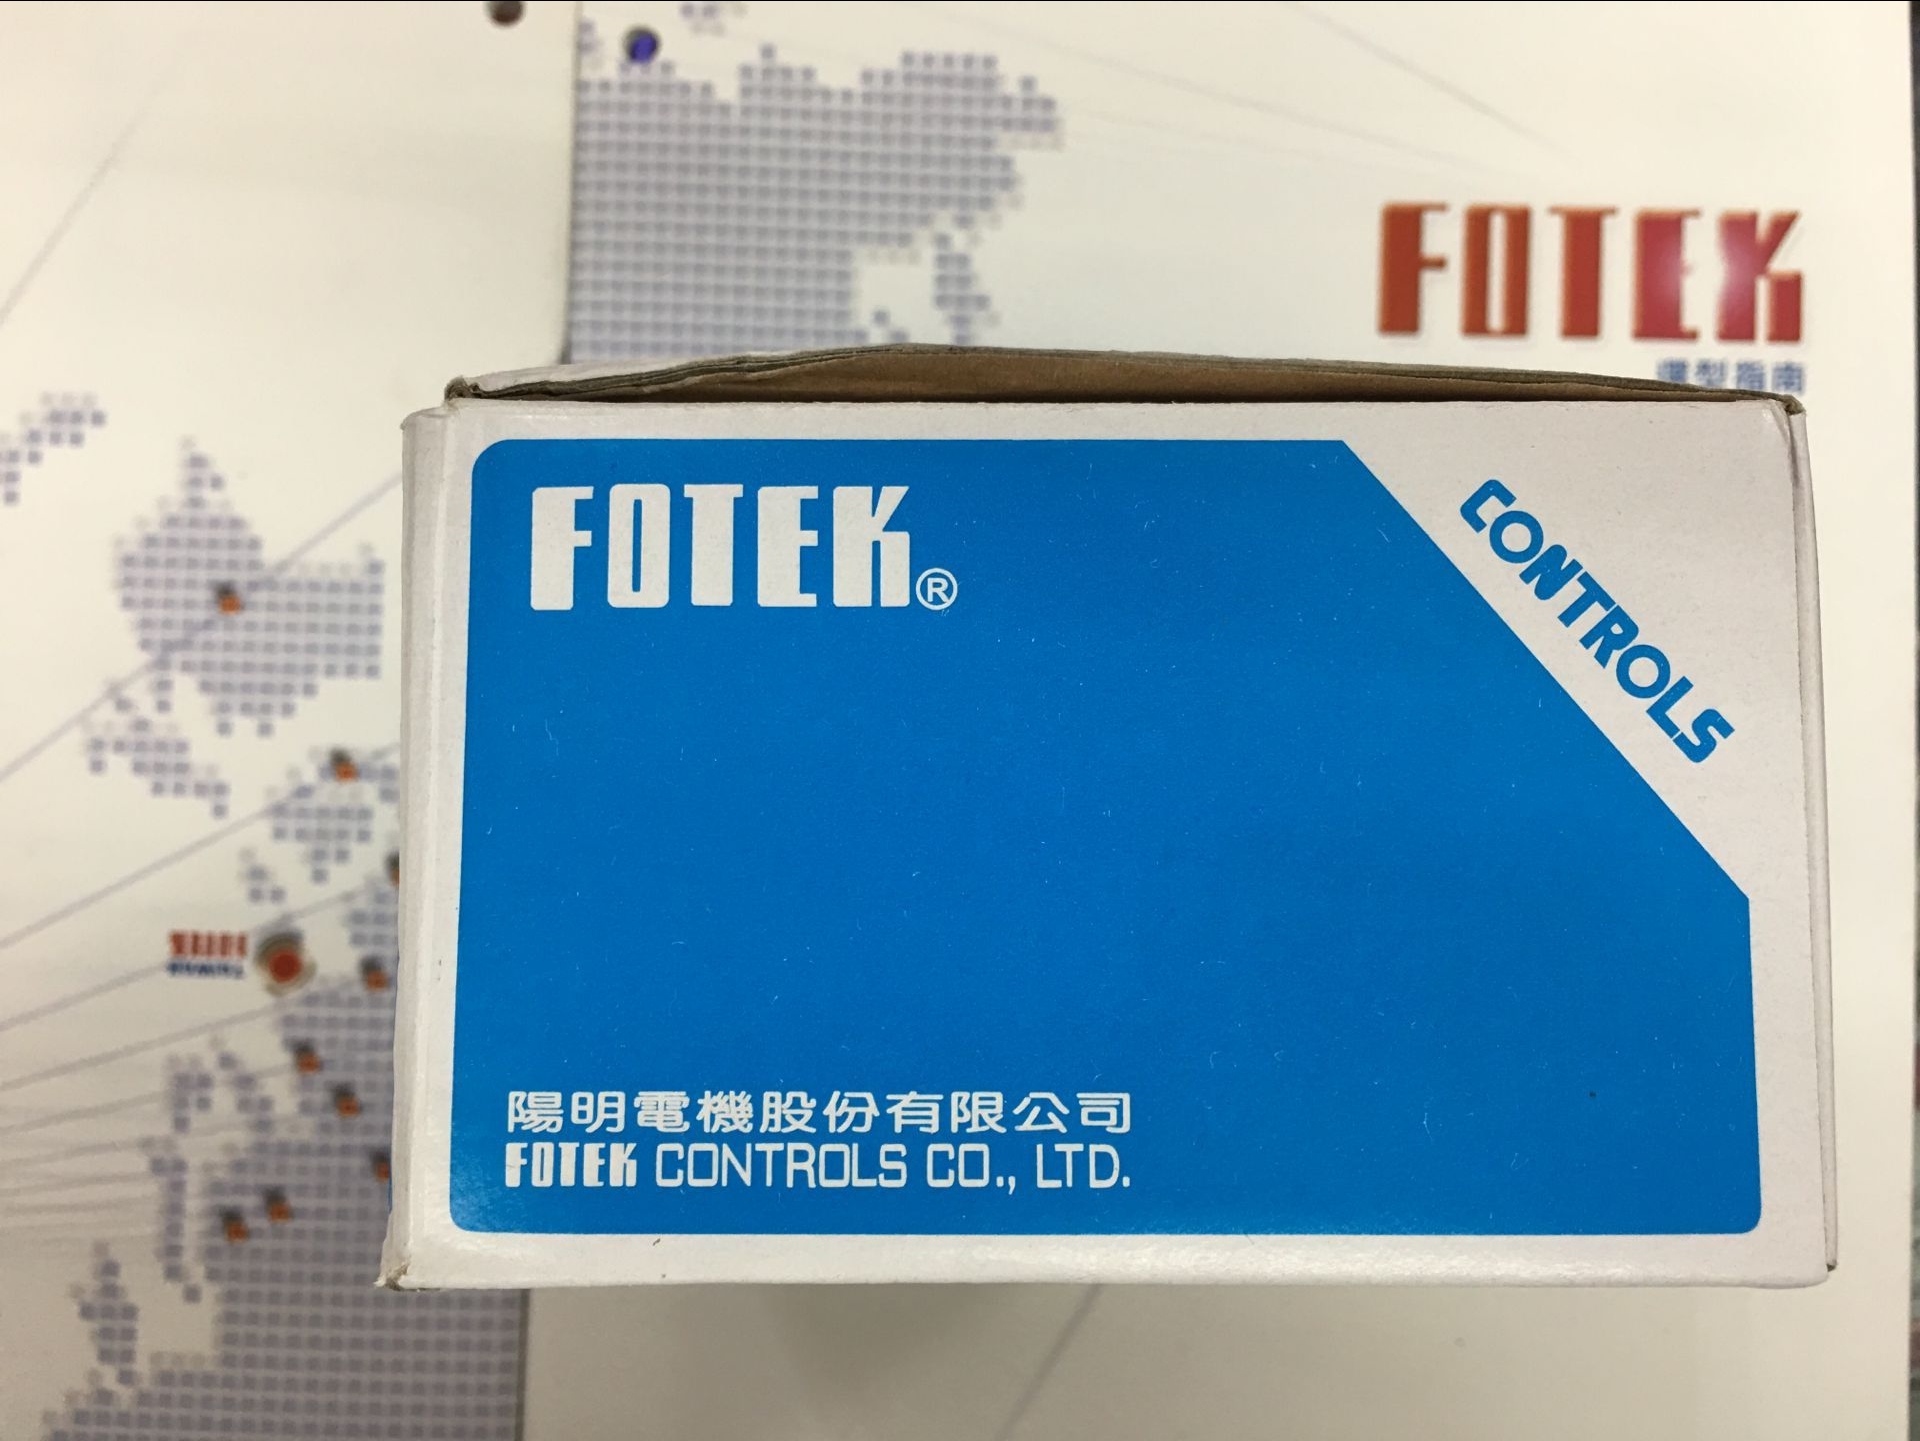 FOTEK
選型指南
FOTEK®
CONTROLS
陽明電機股份有限公司
FOTEK CONTROLS CO., LTD.